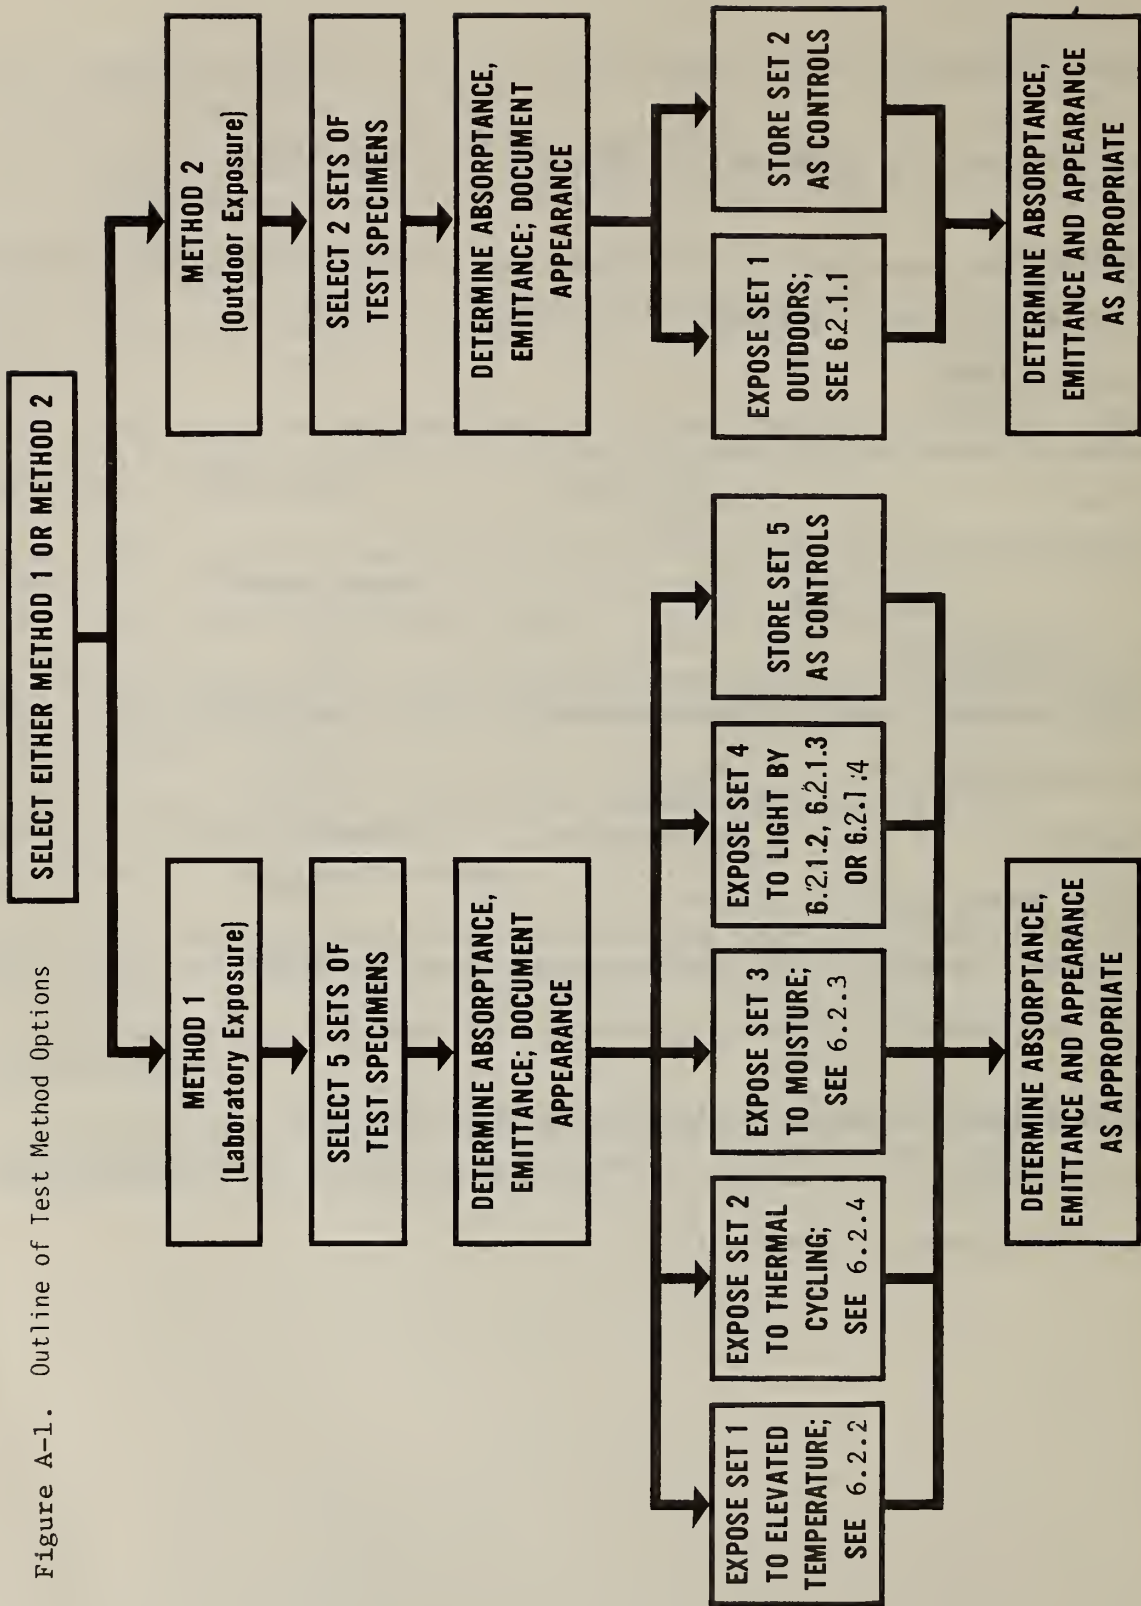 Figure A-1. Outline of Test Method Options
SELECT EITHER METHOD 1 OR METHOD 2
METHOD 1
(Laboratory Exposure)
SELECT 5 SETS OF
TEST SPECIMENS
DETERMINE ABSORPTANCE,
EMITTANCE; DOCUMENT
APPEARANCE
EXPOSE SET 1
TO ELEVATED
TEMPERATURE;
SEE 6.2.2
EXPOSE SET 2
TO THERMAL
CYCLING;
SEE 6.2.4
EXPOSE SET 3
TO MOISTURE;
SEE 6.2.3
EXPOSE SET 4
TO LIGHT BY
6.2.1.2, 6.2.1.3
OR 6.2.1.4
STORE SET 5
AS CONTROLS
DETERMINE ABSORPTANCE,
EMITTANCE AND APPEARANCE
AS APPROPRIATE
METHOD 2
(Outdoor Exposure)
SELECT 2 SETS OF
TEST SPECIMENS
DETERMINE ABSORPTANCE,
EMITTANCE; DOCUMENT
APPEARANCE
EXPOSE SET 1
OUTDOORS;
SEE 6.2.1.1
STORE SET 2
AS CONTROLS
DETERMINE ABSORPTANCE,
EMITTANCE AND APPEARANCE
AS APPROPRIATE